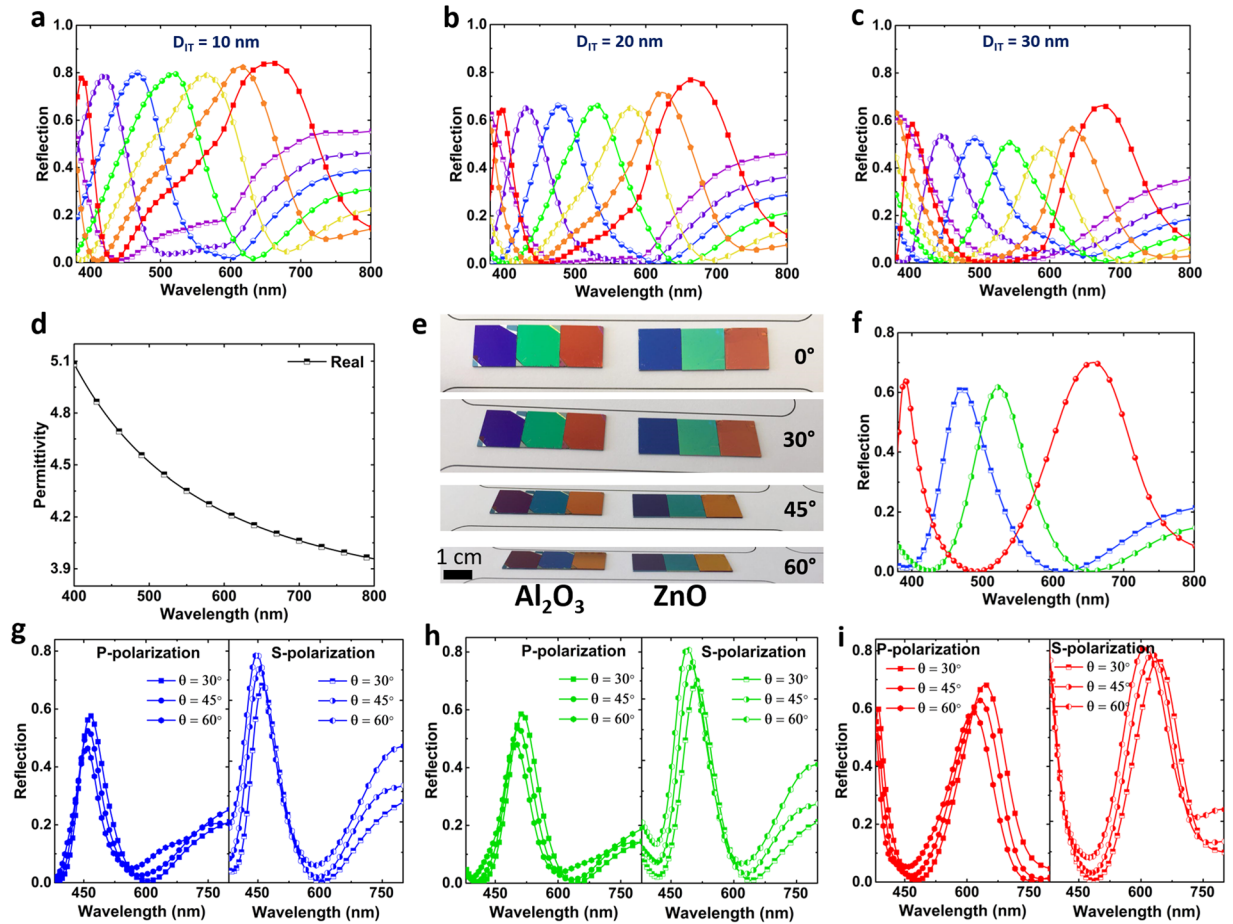 a
D_IT = 10 nm
Reflection
1.0
0.8
0.6
0.4
0.2
0.0
400 500 600 700 800
Wavelength (nm)
b
D_IT = 20 nm
Reflection
1.0
0.8
0.6
0.4
0.2
0.0
400 500 600 700 800
Wavelength (nm)
c
D_IT = 30 nm
Reflection
1.0
0.8
0.6
0.4
0.2
0.0
400 500 600 700 800
Wavelength (nm)
d
Real
Permittivity
5.1
4.8
4.5
4.2
3.9
400 450 500 550 600 650 700 750 800
Wavelength (nm)
e
0°
30°
45°
60°
1 cm
Al₂O₃ ZnO
f
Reflection
0.8
0.6
0.4
0.2
0.0
400 500 600 700 800
Wavelength (nm)
g
P-polarization S-polarization
θ = 30° θ = 30°
θ = 45° θ = 45°
θ = 60° θ = 60°
Reflection
0.8
0.6
0.4
0.2
0.0
450 600 750 450 600 750
Wavelength (nm) Wavelength (nm)
h
P-polarization S-polarization
θ = 30° θ = 30°
θ = 45° θ = 45°
θ = 60° θ = 60°
Reflection
0.8
0.6
0.4
0.2
0.0
450 600 750 450 600 750
Wavelength (nm) Wavelength (nm)
i
P-polarization S-polarization
θ = 30° θ = 30°
θ = 45° θ = 45°
θ = 60° θ = 60°
Reflection
0.8
0.6
0.4
0.2
0.0
450 600 750 450 600 750
Wavelength (nm) Wavelength (nm)